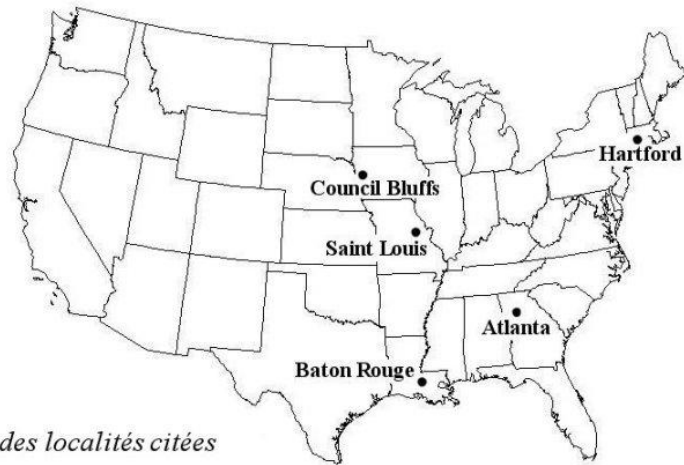 Hartford
Council Bluffs
Saint Louis
Atlanta
Baton Rouge
des localités citées